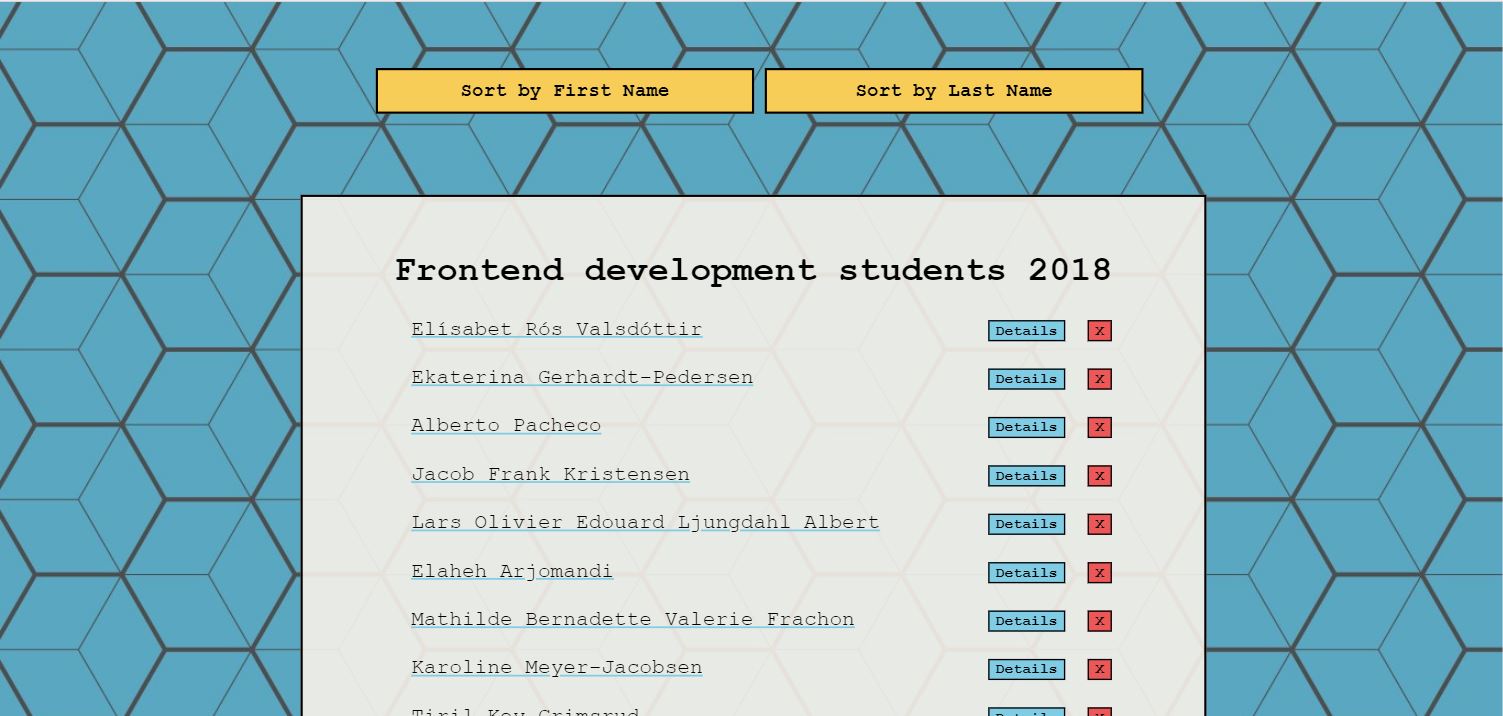 Sort by First Name Sort by Last Name
Frontend development students 2018
Elísabet Rós Valsdóttir Details X
Ekaterina Gerhardt-Pedersen Details X
Alberto Pacheco Details X
Jacob Frank Kristensen Details X
Lars Olivier Edouard Ljungdahl Albert Details X
Elaheh Arjomandi Details X
Mathilde Bernadette Valerie Frachon Details X
Karoline Meyer-Jacobsen Details X